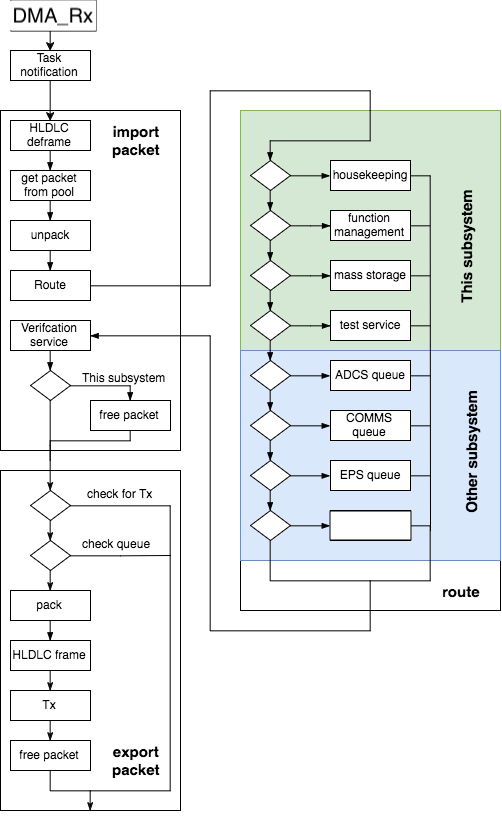 DMA_Rx
Task
notification
HLDLC
deframe
import
packet
get packet
from pool
unpack
Route
Verifcation
service
This subsystem
free packet
check for Tx
check queue
pack
HLDLC frame
Tx
free packet
export
packet
housekeeping
function
management
mass storage
test service
This subsystem
ADCS queue
COMMS
queue
EPS queue
Other subsystem
route